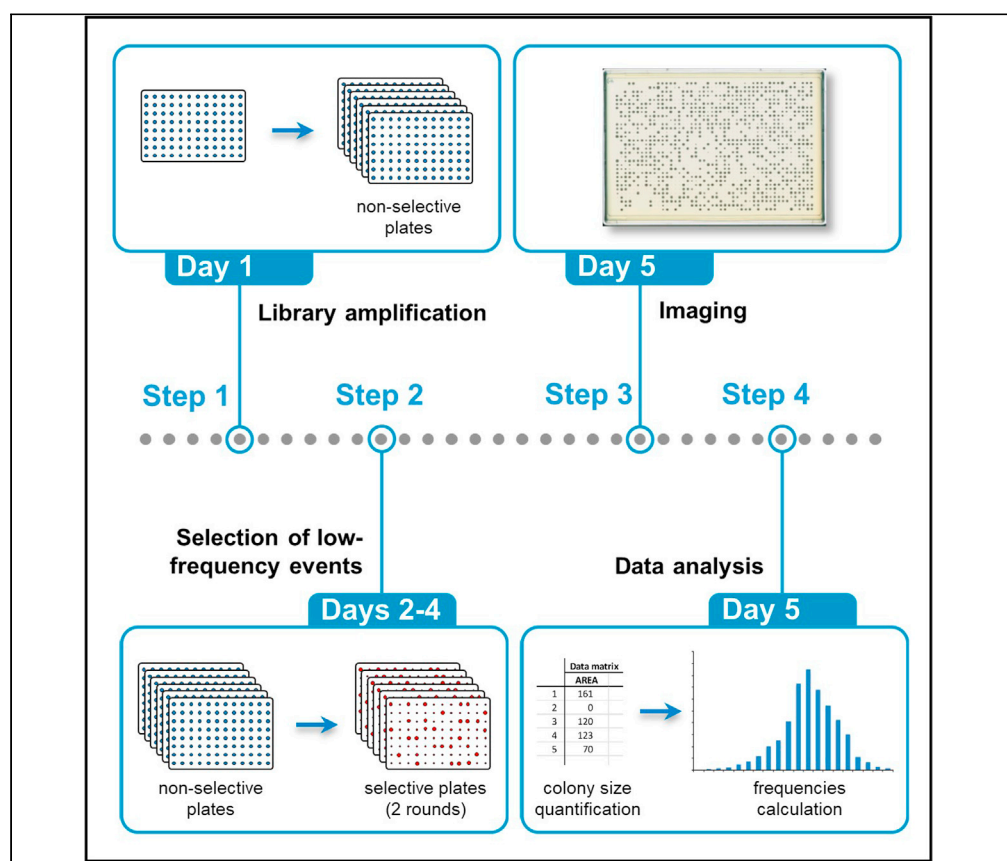 non-selective
plates
Day 1
Day 5
Library amplification
Imaging
Step 1
Step 2
Step 3
Step 4
Selection of low-
frequency events
Data analysis
Days 2-4
Day 5
non-selective
plates
selective plates
(2 rounds)
Data matrix
AREA
1 161
2 0
3 120
4 123
5 70
colony size
quantification
frequencies
calculation